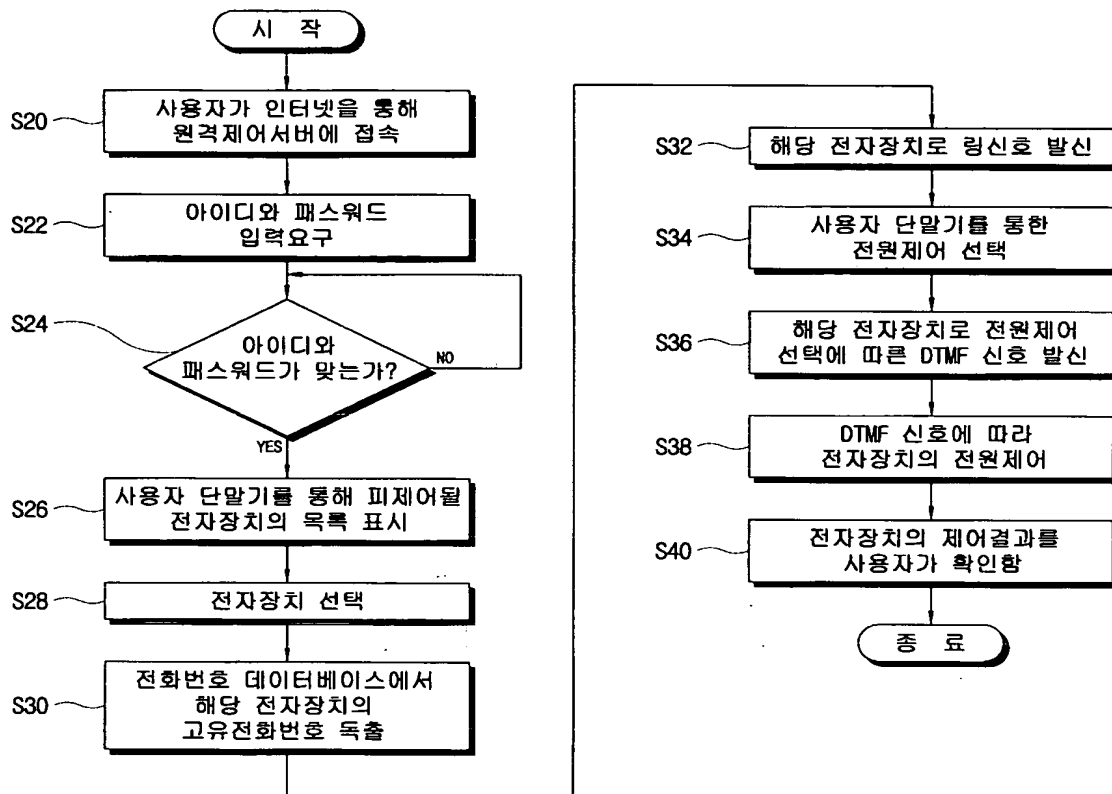 시 작
S20
사용자가 인터넷을 통해
원격제어서버에 접속
S22
아이디와 패스워드
입력요구
S24
아이디와
패스워드가 맞는가?
NO
YES
S26
사용자 단말기를 통해 피제어될
전자장치의 목록 표시
S28
전자장치 선택
S30
전화번호 데이터베이스에서
해당 전자장치의
고유전화번호 독출
S32
해당 전자장치로 링신호 발신
S34
사용자 단말기를 통한
전원제어 선택
S36
해당 전자장치로 전원제어
선택에 따른 DTMF 신호 발신
S38
DTMF 신호에 따라
전자장치의 전원제어
S40
전자장치의 제어결과를
사용자가 확인함
종 료